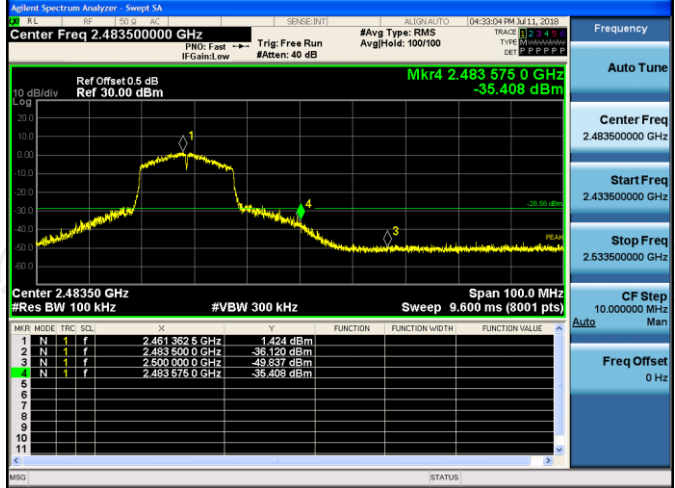 Agilent Spectrum Analyzer - Swept SA
LXI RL RF 50 Ω AC SENSE:INT ALIGN AUTO 04:33:04 PM Jul 11, 2018
Center Freq 2.483500000 GHz
PNO: Fast
IFGain:Low
Trig: Free Run
#Atten: 40 dB
#Avg Type: RMS
Avg|Hold: 100/100
TRACE 1 2 3 4 5 6
TYPE M W W W W W
DET P P P P P P
Frequency
Mkr4 2.483 575 0 GHz
-35.408 dBm
Ref Offset 0.5 dB
10 dB/div Ref 30.00 dBm
Log
20.0
10.0
0.00
-10.0
-20.0
-30.0
-40.0
-50.0
-60.0
1
4
3
-28.58 dBm
PEAK
Center 2.48350 GHz Span 100.0 MHz
#Res BW 100 kHz #VBW 300 kHz Sweep 9.600 ms (8001 pts)
MKR MODE TRC SCL X Y FUNCTION FUNCTION WIDTH FUNCTION VALUE
1 N 1 f 2.461 362 5 GHz 1.424 dBm
2 N 1 f 2.483 500 0 GHz -36.120 dBm
3 N 1 f 2.500 000 0 GHz -49.837 dBm
4 N 1 f 2.483 575 0 GHz -35.408 dBm
5
6
7
8
9
10
11
MSG STATUS
Auto Tune
Center Freq
2.483500000 GHz
Start Freq
2.433500000 GHz
Stop Freq
2.533500000 GHz
CF Step
10.000000 MHz
Auto Man
Freq Offset
0 Hz